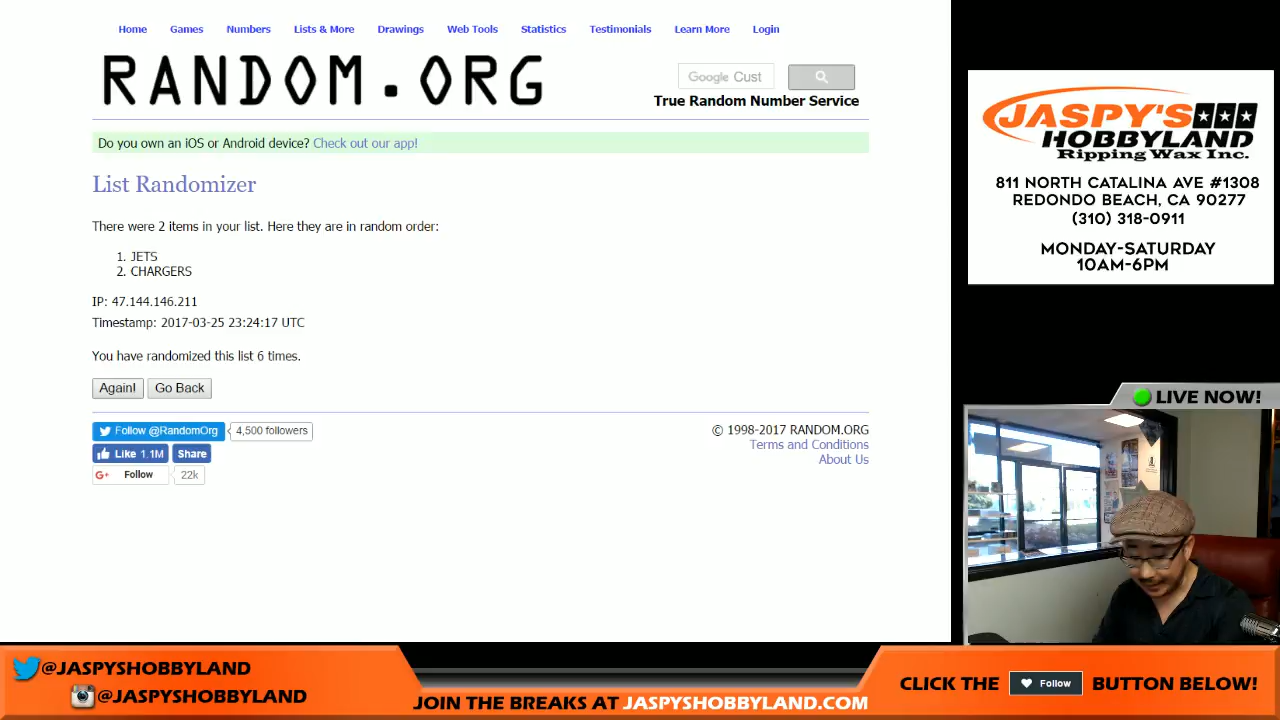 Home Games Numbers Lists & More Drawings Web Tools Statistics Testimonials Learn More Login
RANDOM.ORG
Google Cust
True Random Number Service
Do you own an iOS or Android device? Check out our app!
List Randomizer
There were 2 items in your list. Here they are in random order:
1. JETS
2. CHARGERS
IP: 47.144.146.211
Timestamp: 2017-03-25 23:24:17 UTC
You have randomized this list 6 times.
Again! Go Back
Follow @RandomOrg 4,500 followers
Like 1.1M Share
G+ Follow 22k
© 1998-2017 RANDOM.ORG
Terms and Conditions
About Us
JASPY'S
HOBBYLAND
Ripping Wax Inc.
811 NORTH CATALINA AVE #1308
REDONDO BEACH, CA 90277
(310) 318-0911
MONDAY-SATURDAY
10AM-6PM
LIVE NOW!
@JASPYSHOBBYLAND
@JASPYSHOBBYLAND
JOIN THE BREAKS AT JASPYSHOBBYLAND.COM
CLICK THE Follow BUTTON BELOW!